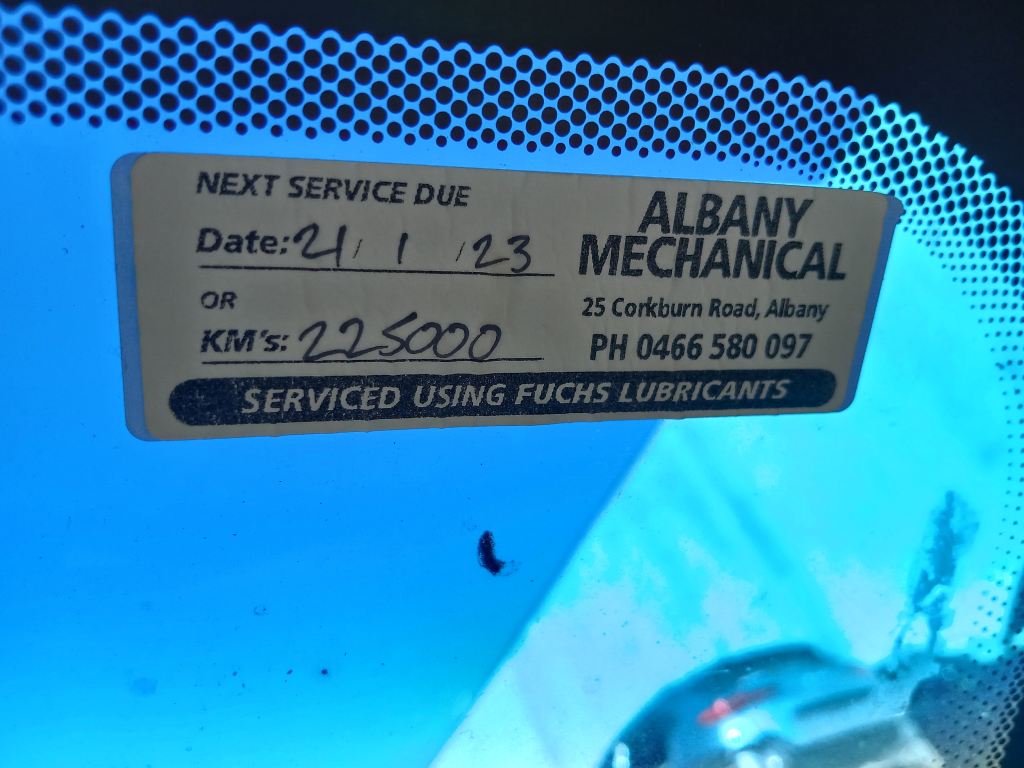 NEXT SERVICE DUE
Date: 21/ 1 /23
OR
KM's: 225000
ALBANY
MECHANICAL
25 Corkburn Road, Albany
PH 0466 580 097
SERVICED USING FUCHS LUBRICANTS